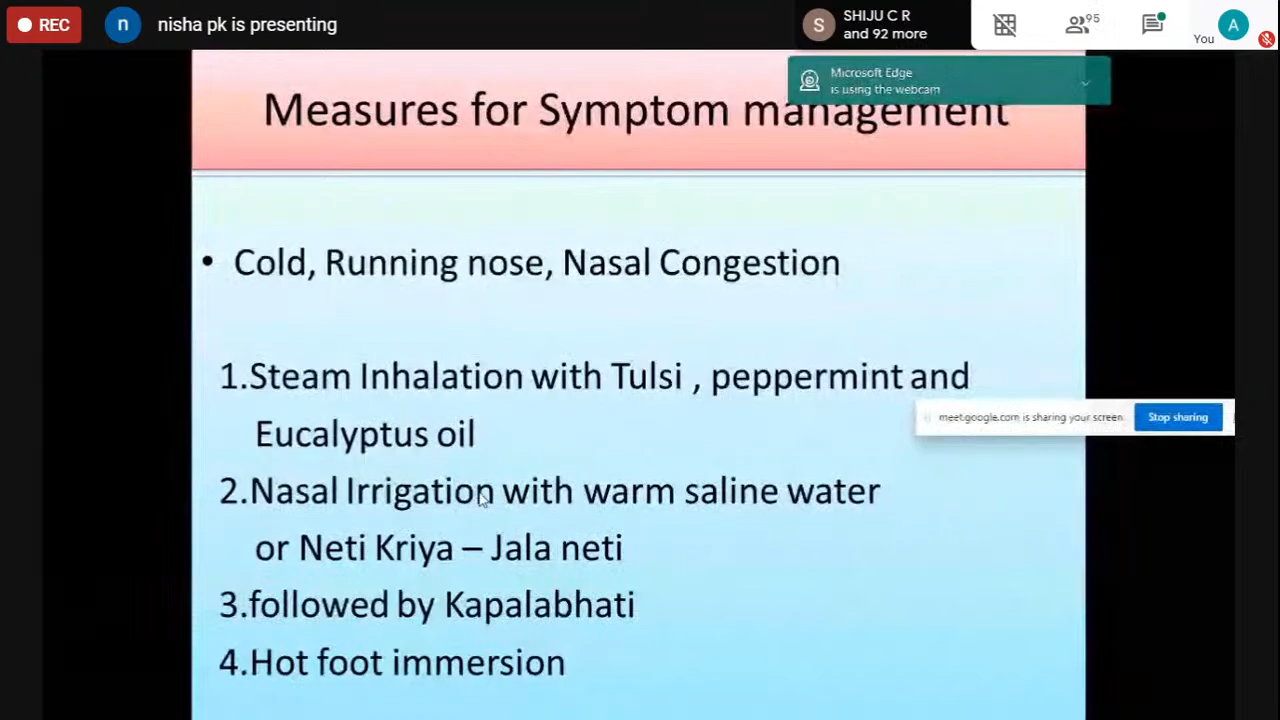 REC
n
nisha pk is presenting
S
SHIJU C R
and 92 more
95
You
A
Microsoft Edge
is using the webcam
Measures for Symptom management
• Cold, Running nose, Nasal Congestion
1.Steam Inhalation with Tulsi , peppermint and
Eucalyptus oil
meet.google.com is sharing your screen.
Stop sharing
2.Nasal Irrigation with warm saline water
or Neti Kriya – Jala neti
3.followed by Kapalabhati
4.Hot foot immersion